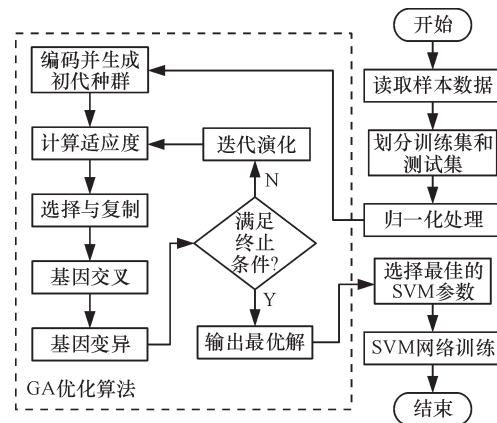 开始
读取样本数据
划分训练集和
测试集
归一化处理
编码并生成
初代种群
计算适应度
选择与复制
基因交叉
基因变异
满足
终止
条件?
N
迭代演化
Y
输出最优解
GA优化算法
选择最佳的
SVM参数
SVM网络训练
结束